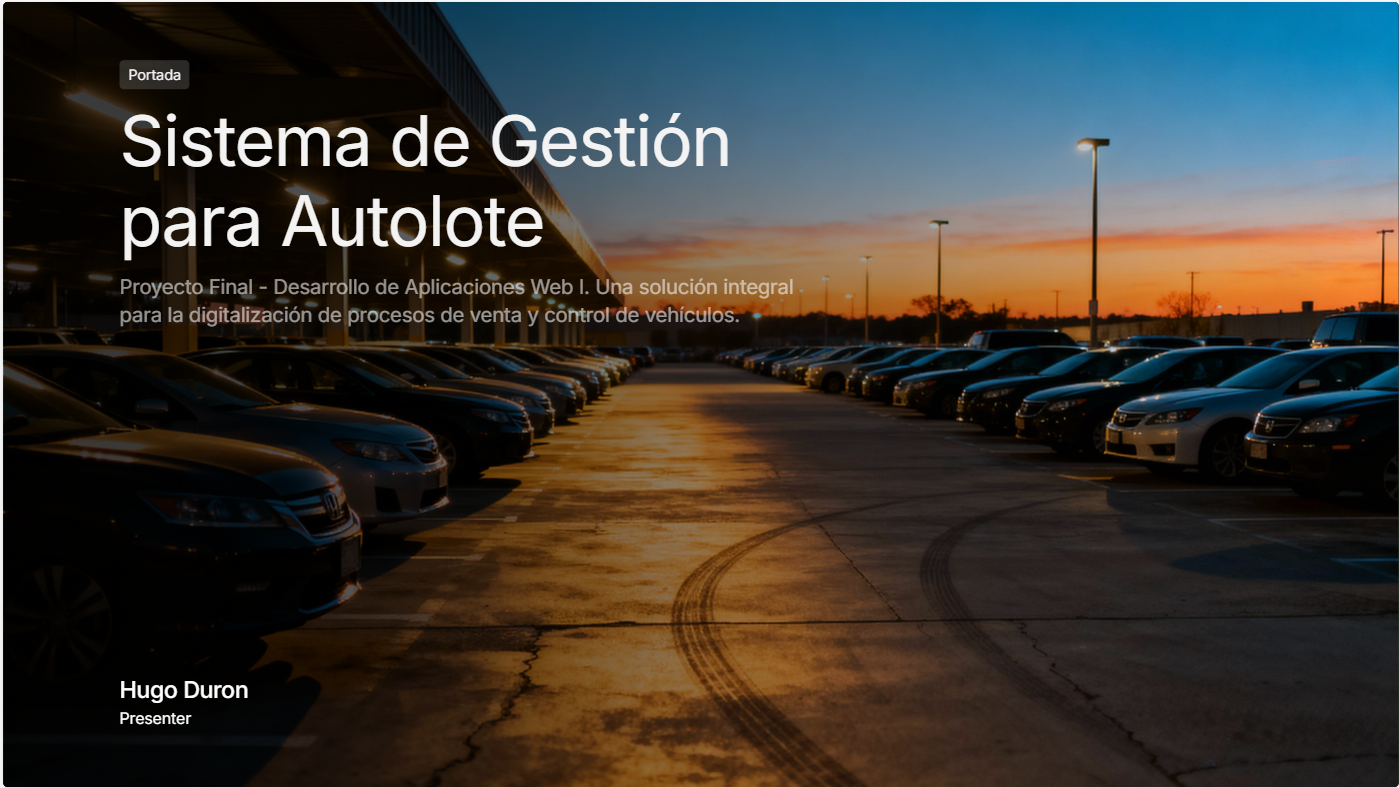 Portada
Sistema de Gestión
para Autolote
Proyecto Final - Desarrollo de Aplicaciones Web I. Una solución integral
para la digitalización de procesos de venta y control de vehículos.
Hugo Duron
Presenter